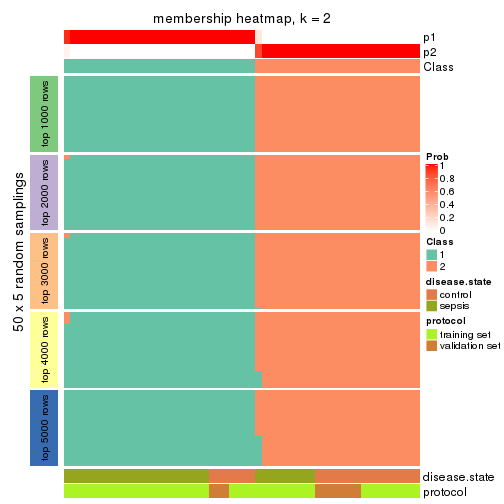 membership heatmap, k = 2
p1
p2
Class
50 x 5 random samplings
top 1000 rows
top 2000 rows
top 3000 rows
top 4000 rows
top 5000 rows
disease.state
protocol
Prob
1
0.8
0.6
0.4
0.2
0
Class
1
2
disease.state
control
sepsis
protocol
training set
validation set